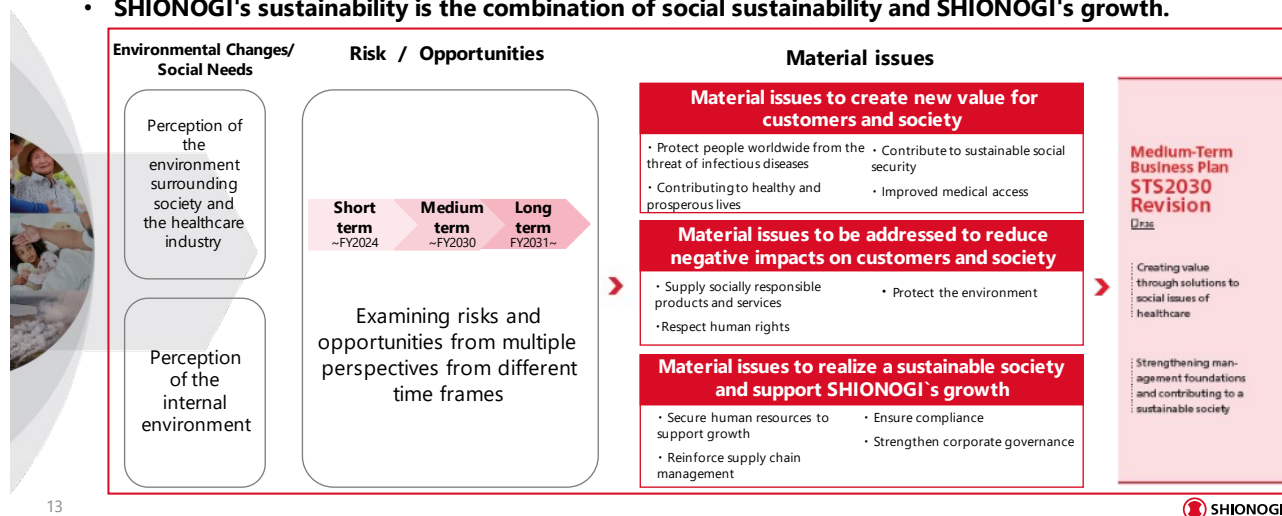 • SHIONOGI's sustainability is the combination of social sustainability and SHIONOGI's growth.
Environmental Changes/
Social Needs
Risk / Opportunities
Material issues
Perception of
the
environment
surrounding
society and
the healthcare
industry
Perception
of the
internal
environment
Short
term
~FY2024
Medium
term
~FY2030
Long
term
FY2031~
Examining risks and
opportunities from multiple
perspectives from different
time frames
Material issues to create new value for
customers and society
・Protect people worldwide from the
threat of infectious diseases
・Contributing to healthy and
prosperous lives
・Contribute to sustainable social
security
・Improved medical access
Material issues to be addressed to reduce
negative impacts on customers and society
・Supply socially responsible
products and services
・Respect human rights
・Protect the environment
Material issues to realize a sustainable society
and support SHIONOGI`s growth
・Secure human resources to
support growth
・Reinforce supply chain
management
・Ensure compliance
・Strengthen corporate governance
Medium-Term
Business Plan
STS2030
Revision
P.36
Creating value
through solutions to
social issues of
healthcare
Strengthening man-
agement foundations
and contributing to a
sustainable society
13
SHIONOGI